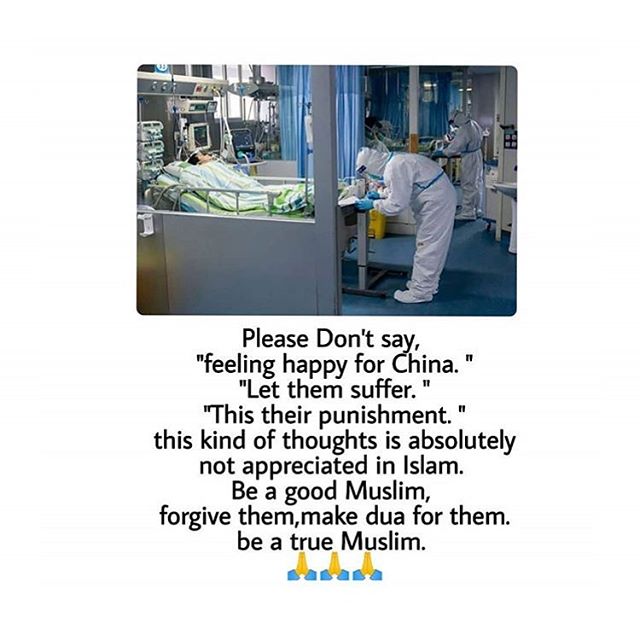 Please Don't say,
"feeling happy for China. "
"Let them suffer. "
"This their punishment. "
this kind of thoughts is absolutely
not appreciated in Islam.
Be a good Muslim,
forgive them,make dua for them.
be a true Muslim.
🙏🙏🙏